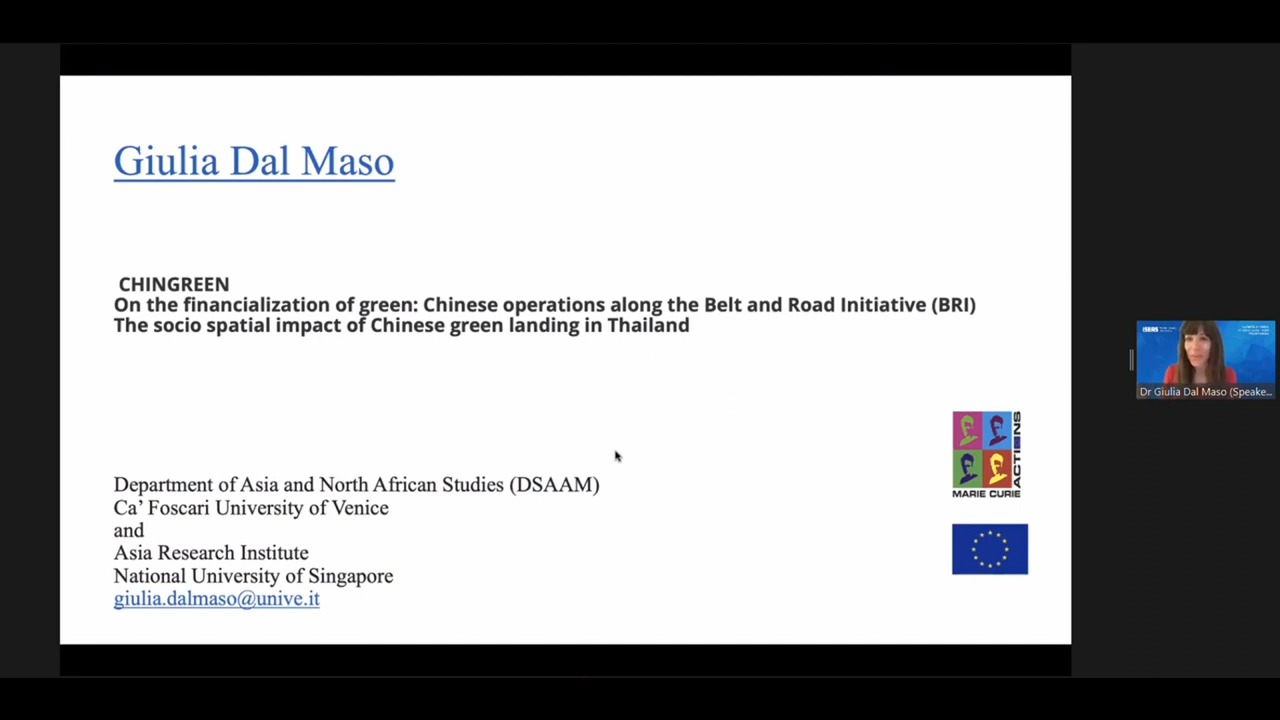 Giulia Dal Maso
CHINGREEN
On the financialization of green: Chinese operations along the Belt and Road Initiative (BRI)
The socio spatial impact of Chinese green landing in Thailand
Department of Asia and North African Studies (DSAAM)
Ca’ Foscari University of Venice
and
Asia Research Institute
National University of Singapore
giulia.dalmaso@unive.it
ACTIONS
MARIE CURIE
ISEAS
Dr Giulia Dal Maso (Speake...